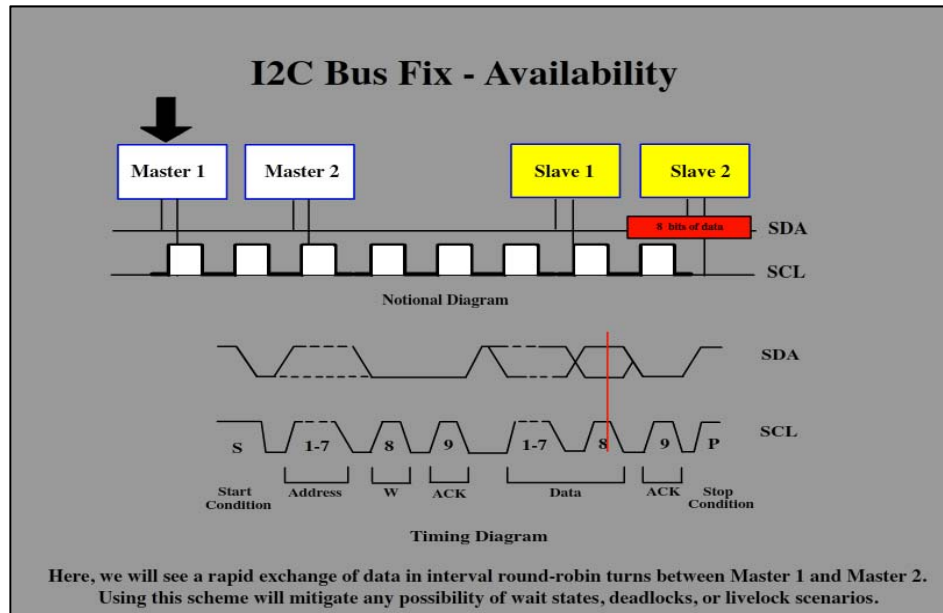 I2C Bus Fix - Availability
Master 1
Master 2
Slave 1
Slave 2
8 bits of data
SDA
SCL
Notional Diagram
SDA
SCL
S
1-7
8
9
1-7
8
9
P
Start
Condition
Address
W
ACK
Data
ACK
Stop
Condition
Timing Diagram
Here, we will see a rapid exchange of data in interval round-robin turns between Master 1 and Master 2.
Using this scheme will mitigate any possibility of wait states, deadlocks, or livelock scenarios.